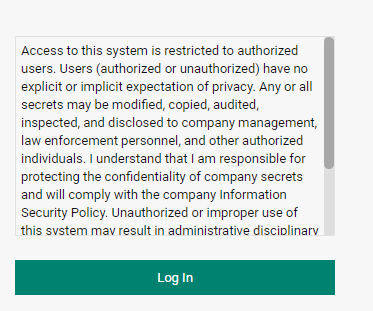 Access to this system is restricted to authorized
users. Users (authorized or unauthorized) have no
explicit or implicit expectation of privacy. Any or all
secrets may be modified, copied, audited,
inspected, and disclosed to company management,
law enforcement personnel, and other authorized
individuals. I understand that I am responsible for
protecting the confidentiality of company secrets
and will comply with the company Information
Security Policy. Unauthorized or improper use of
this system may result in administrative disciplinary
Log In